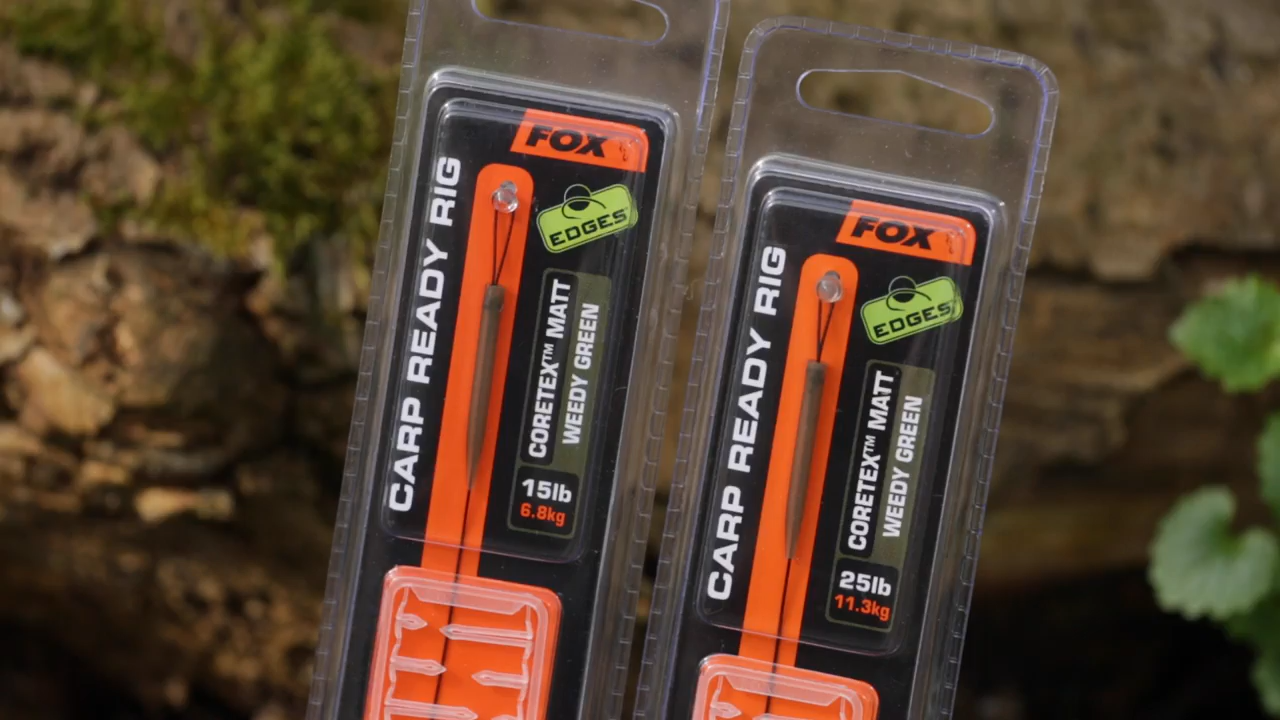 FOX
EDGES
CARP READY RIG
CORETEX™ MATT
WEEDY GREEN
15lb
6.8kg
FOX
EDGES
CARP READY RIG
CORETEX™ MATT
WEEDY GREEN
25lb
11.3kg